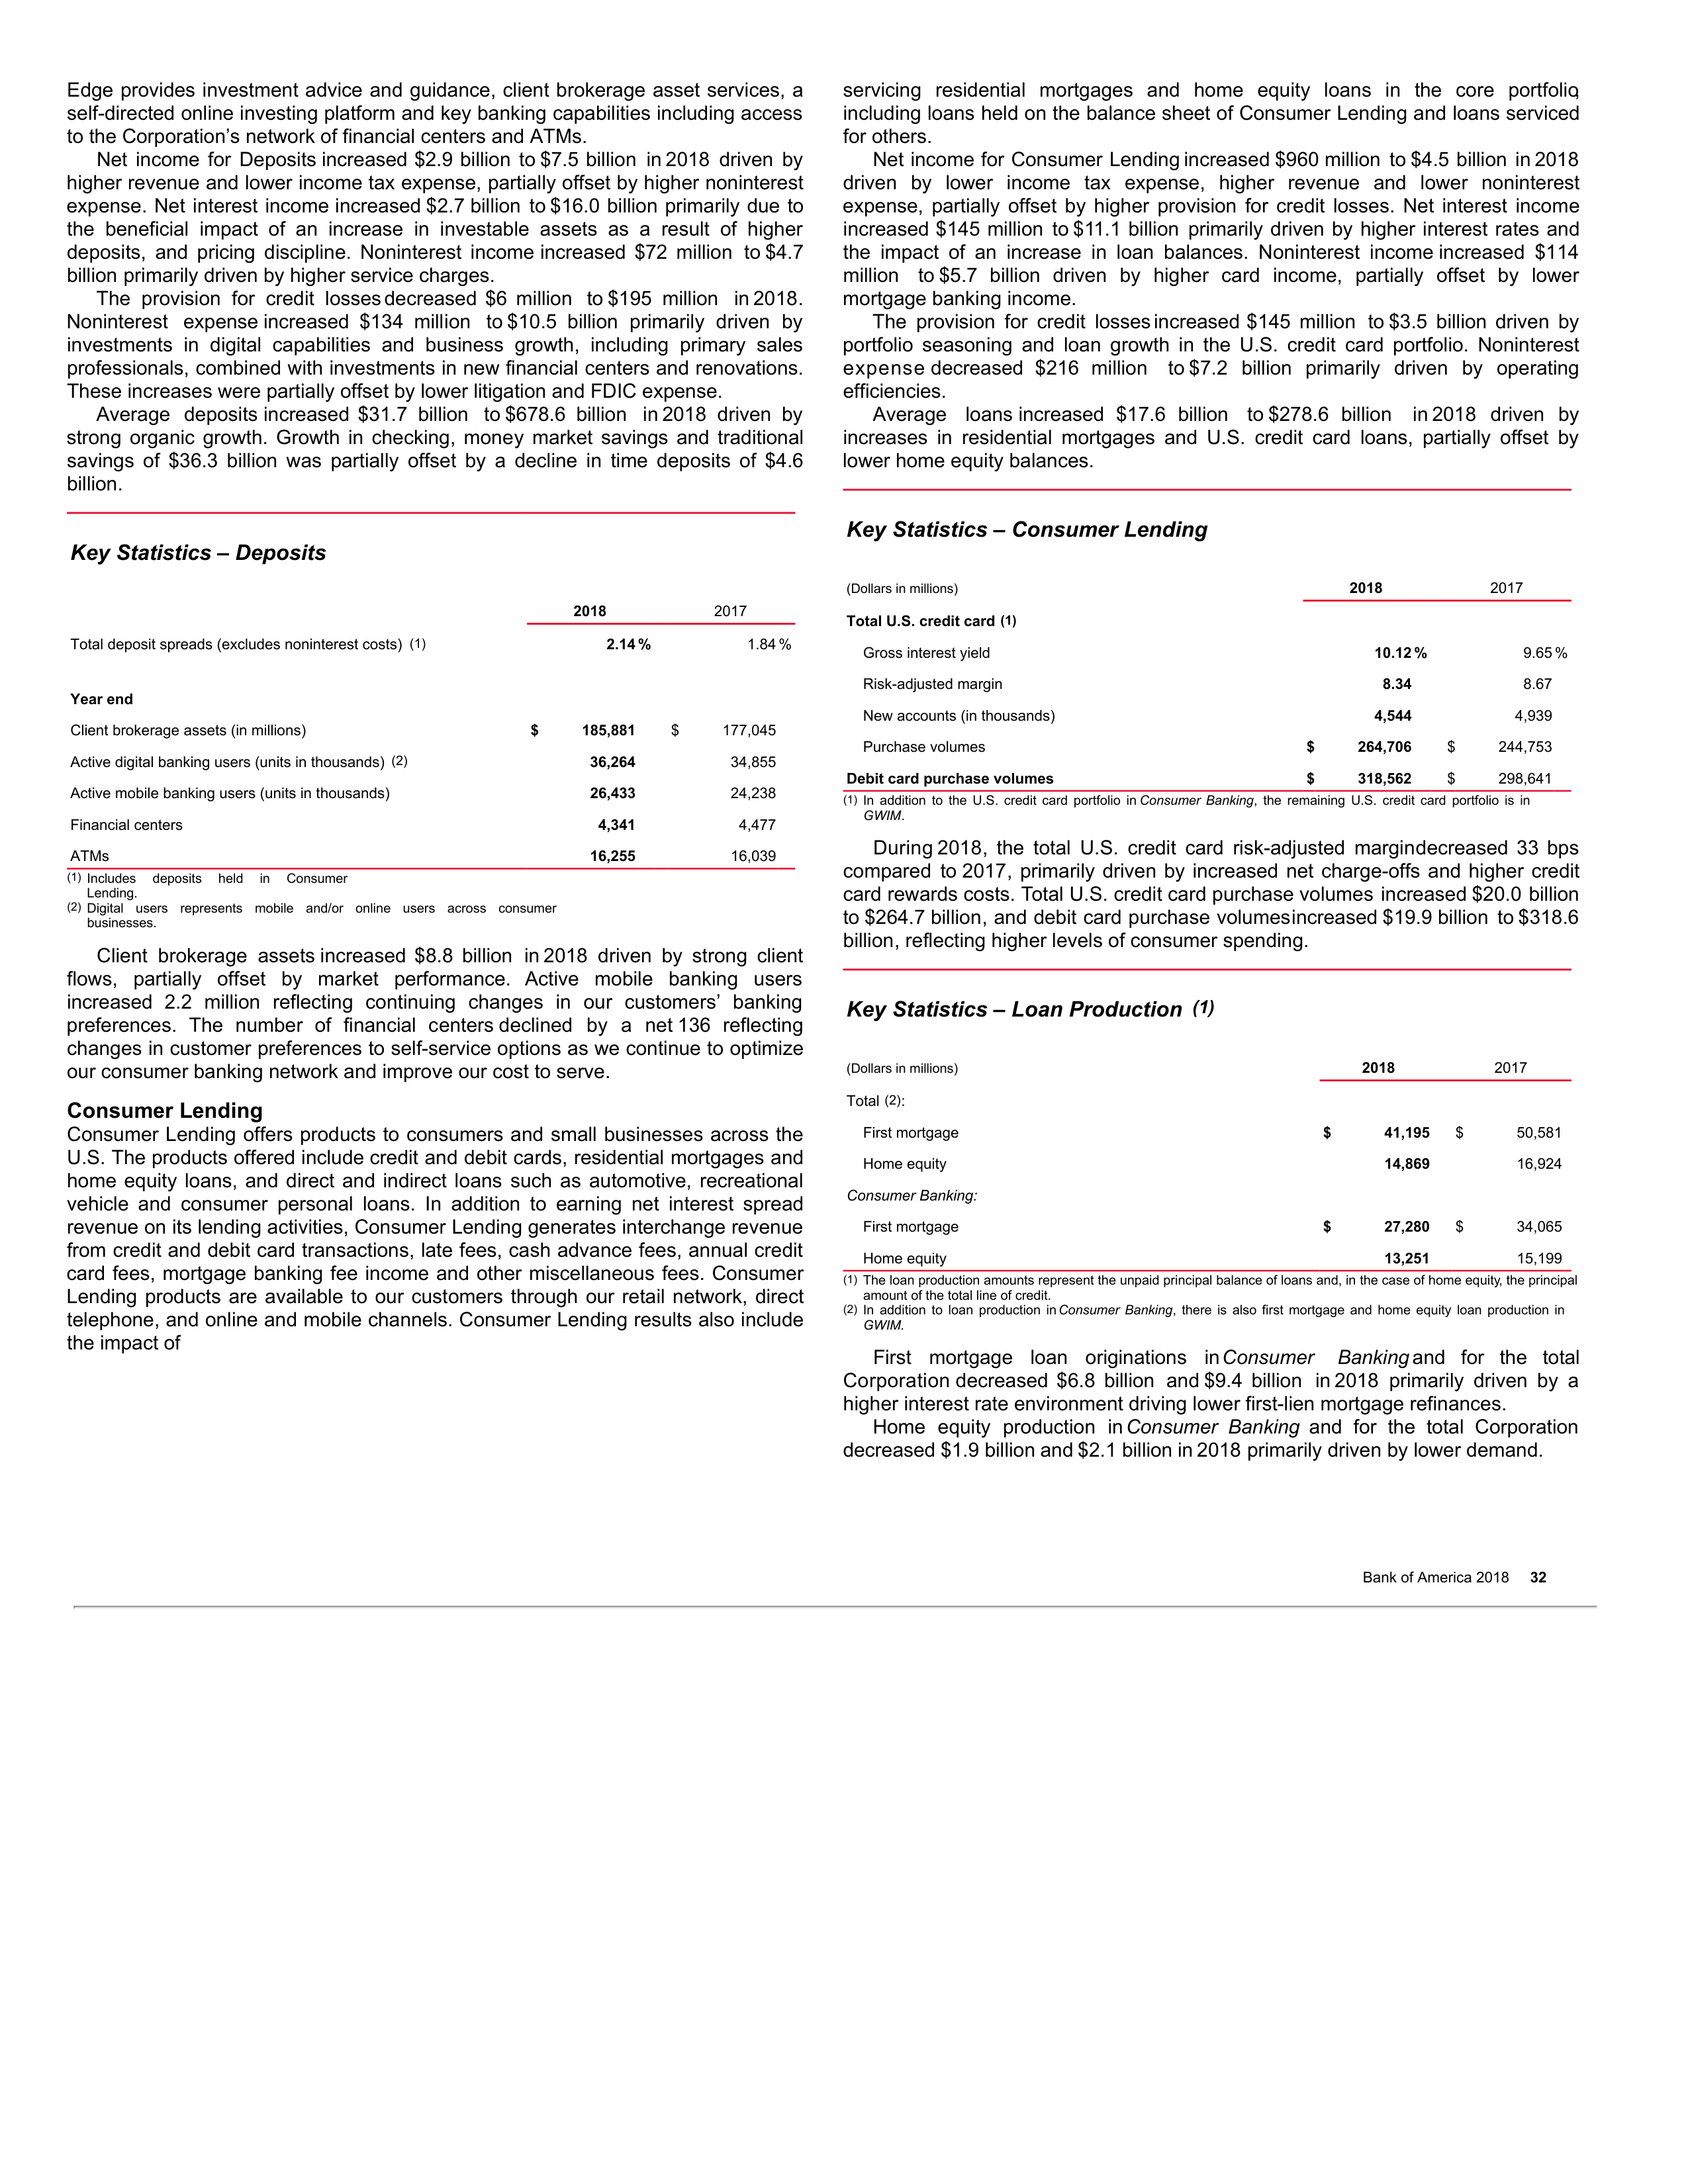 Edge provides investment advice and guidance, client brokerage asset services, a
self-directed online investing platform and key banking capabilities including access
to the Corporation’s network of financial centers and ATMs.
Net income for Deposits increased $2.9 billion to $7.5 billion in 2018 driven by
higher revenue and lower income tax expense, partially offset by higher noninterest
expense. Net interest income increased $2.7 billion to $16.0 billion primarily due to
the beneficial impact of an increase in investable assets as a result of higher
deposits, and pricing discipline. Noninterest income increased $72 million to $4.7
billion primarily driven by higher service charges.
The provision for credit losses decreased $6 million to $195 million in 2018.
Noninterest expense increased $134 million to $10.5 billion primarily driven by
investments in digital capabilities and business growth, including primary sales
professionals, combined with investments in new financial centers and renovations.
These increases were partially offset by lower litigation and FDIC expense.
Average deposits increased $31.7 billion to $678.6 billion in 2018 driven by
strong organic growth. Growth in checking, money market savings and traditional
savings of $36.3 billion was partially offset by a decline in time deposits of $4.6
billion.
Key Statistics – Deposits
2018 2017
Total deposit spreads (excludes noninterest costs) (1) 2.14 % 1.84 %
Year end
Client brokerage assets (in millions) $ 185,881 $ 177,045
Active digital banking users (units in thousands) (2) 36,264 34,855
Active mobile banking users (units in thousands) 26,433 24,238
Financial centers 4,341 4,477
ATMs 16,255 16,039
(1) Includes deposits held in Consumer
Lending.
(2) Digital users represents mobile and/or online users across consumer
businesses.
Client brokerage assets increased $8.8 billion in 2018 driven by strong client
flows, partially offset by market performance. Active mobile banking users
increased 2.2 million reflecting continuing changes in our customers’ banking
preferences. The number of financial centers declined by a net 136 reflecting
changes in customer preferences to self-service options as we continue to optimize
our consumer banking network and improve our cost to serve.
Consumer Lending
Consumer Lending offers products to consumers and small businesses across the
U.S. The products offered include credit and debit cards, residential mortgages and
home equity loans, and direct and indirect loans such as automotive, recreational
vehicle and consumer personal loans. In addition to earning net interest spread
revenue on its lending activities, Consumer Lending generates interchange revenue
from credit and debit card transactions, late fees, cash advance fees, annual credit
card fees, mortgage banking fee income and other miscellaneous fees. Consumer
Lending products are available to our customers through our retail network, direct
telephone, and online and mobile channels. Consumer Lending results also include
the impact of
servicing residential mortgages and home equity loans in the core portfolio,
including loans held on the balance sheet of Consumer Lending and loans serviced
for others.
Net income for Consumer Lending increased $960 million to $4.5 billion in 2018
driven by lower income tax expense, higher revenue and lower noninterest
expense, partially offset by higher provision for credit losses. Net interest income
increased $145 million to $11.1 billion primarily driven by higher interest rates and
the impact of an increase in loan balances. Noninterest income increased $114
million to $5.7 billion driven by higher card income, partially offset by lower
mortgage banking income.
The provision for credit losses increased $145 million to $3.5 billion driven by
portfolio seasoning and loan growth in the U.S. credit card portfolio. Noninterest
expense decreased $216 million to $7.2 billion primarily driven by operating
efficiencies.
Average loans increased $17.6 billion to $278.6 billion in 2018 driven by
increases in residential mortgages and U.S. credit card loans, partially offset by
lower home equity balances.
Key Statistics – Consumer Lending
(Dollars in millions) 2018 2017
Total U.S. credit card (1)
Gross interest yield 10.12 % 9.65 %
Risk-adjusted margin 8.34 8.67
New accounts (in thousands) 4,544 4,939
Purchase volumes $ 264,706 $ 244,753
Debit card purchase volumes $ 318,562 $ 298,641
(1) In addition to the U.S. credit card portfolio in Consumer Banking, the remaining U.S. credit card portfolio is in
GWIM.
During 2018, the total U.S. credit card risk-adjusted margin decreased 33 bps
compared to 2017, primarily driven by increased net charge-offs and higher credit
card rewards costs. Total U.S. credit card purchase volumes increased $20.0 billion
to $264.7 billion, and debit card purchase volumes increased $19.9 billion to $318.6
billion, reflecting higher levels of consumer spending.
Key Statistics – Loan Production (1)
(Dollars in millions) 2018 2017
Total (2):
First mortgage $ 41,195 $ 50,581
Home equity 14,869 16,924
Consumer Banking:
First mortgage $ 27,280 $ 34,065
Home equity 13,251 15,199
(1) The loan production amounts represent the unpaid principal balance of loans and, in the case of home equity, the principal
amount of the total line of credit.
(2) In addition to loan production in Consumer Banking, there is also first mortgage and home equity loan production in
GWIM.
First mortgage loan originations in Consumer Banking and for the total
Corporation decreased $6.8 billion and $9.4 billion in 2018 primarily driven by a
higher interest rate environment driving lower first-lien mortgage refinances.
Home equity production in Consumer Banking and for the total Corporation
decreased $1.9 billion and $2.1 billion in 2018 primarily driven by lower demand.
Bank of America 2018 32